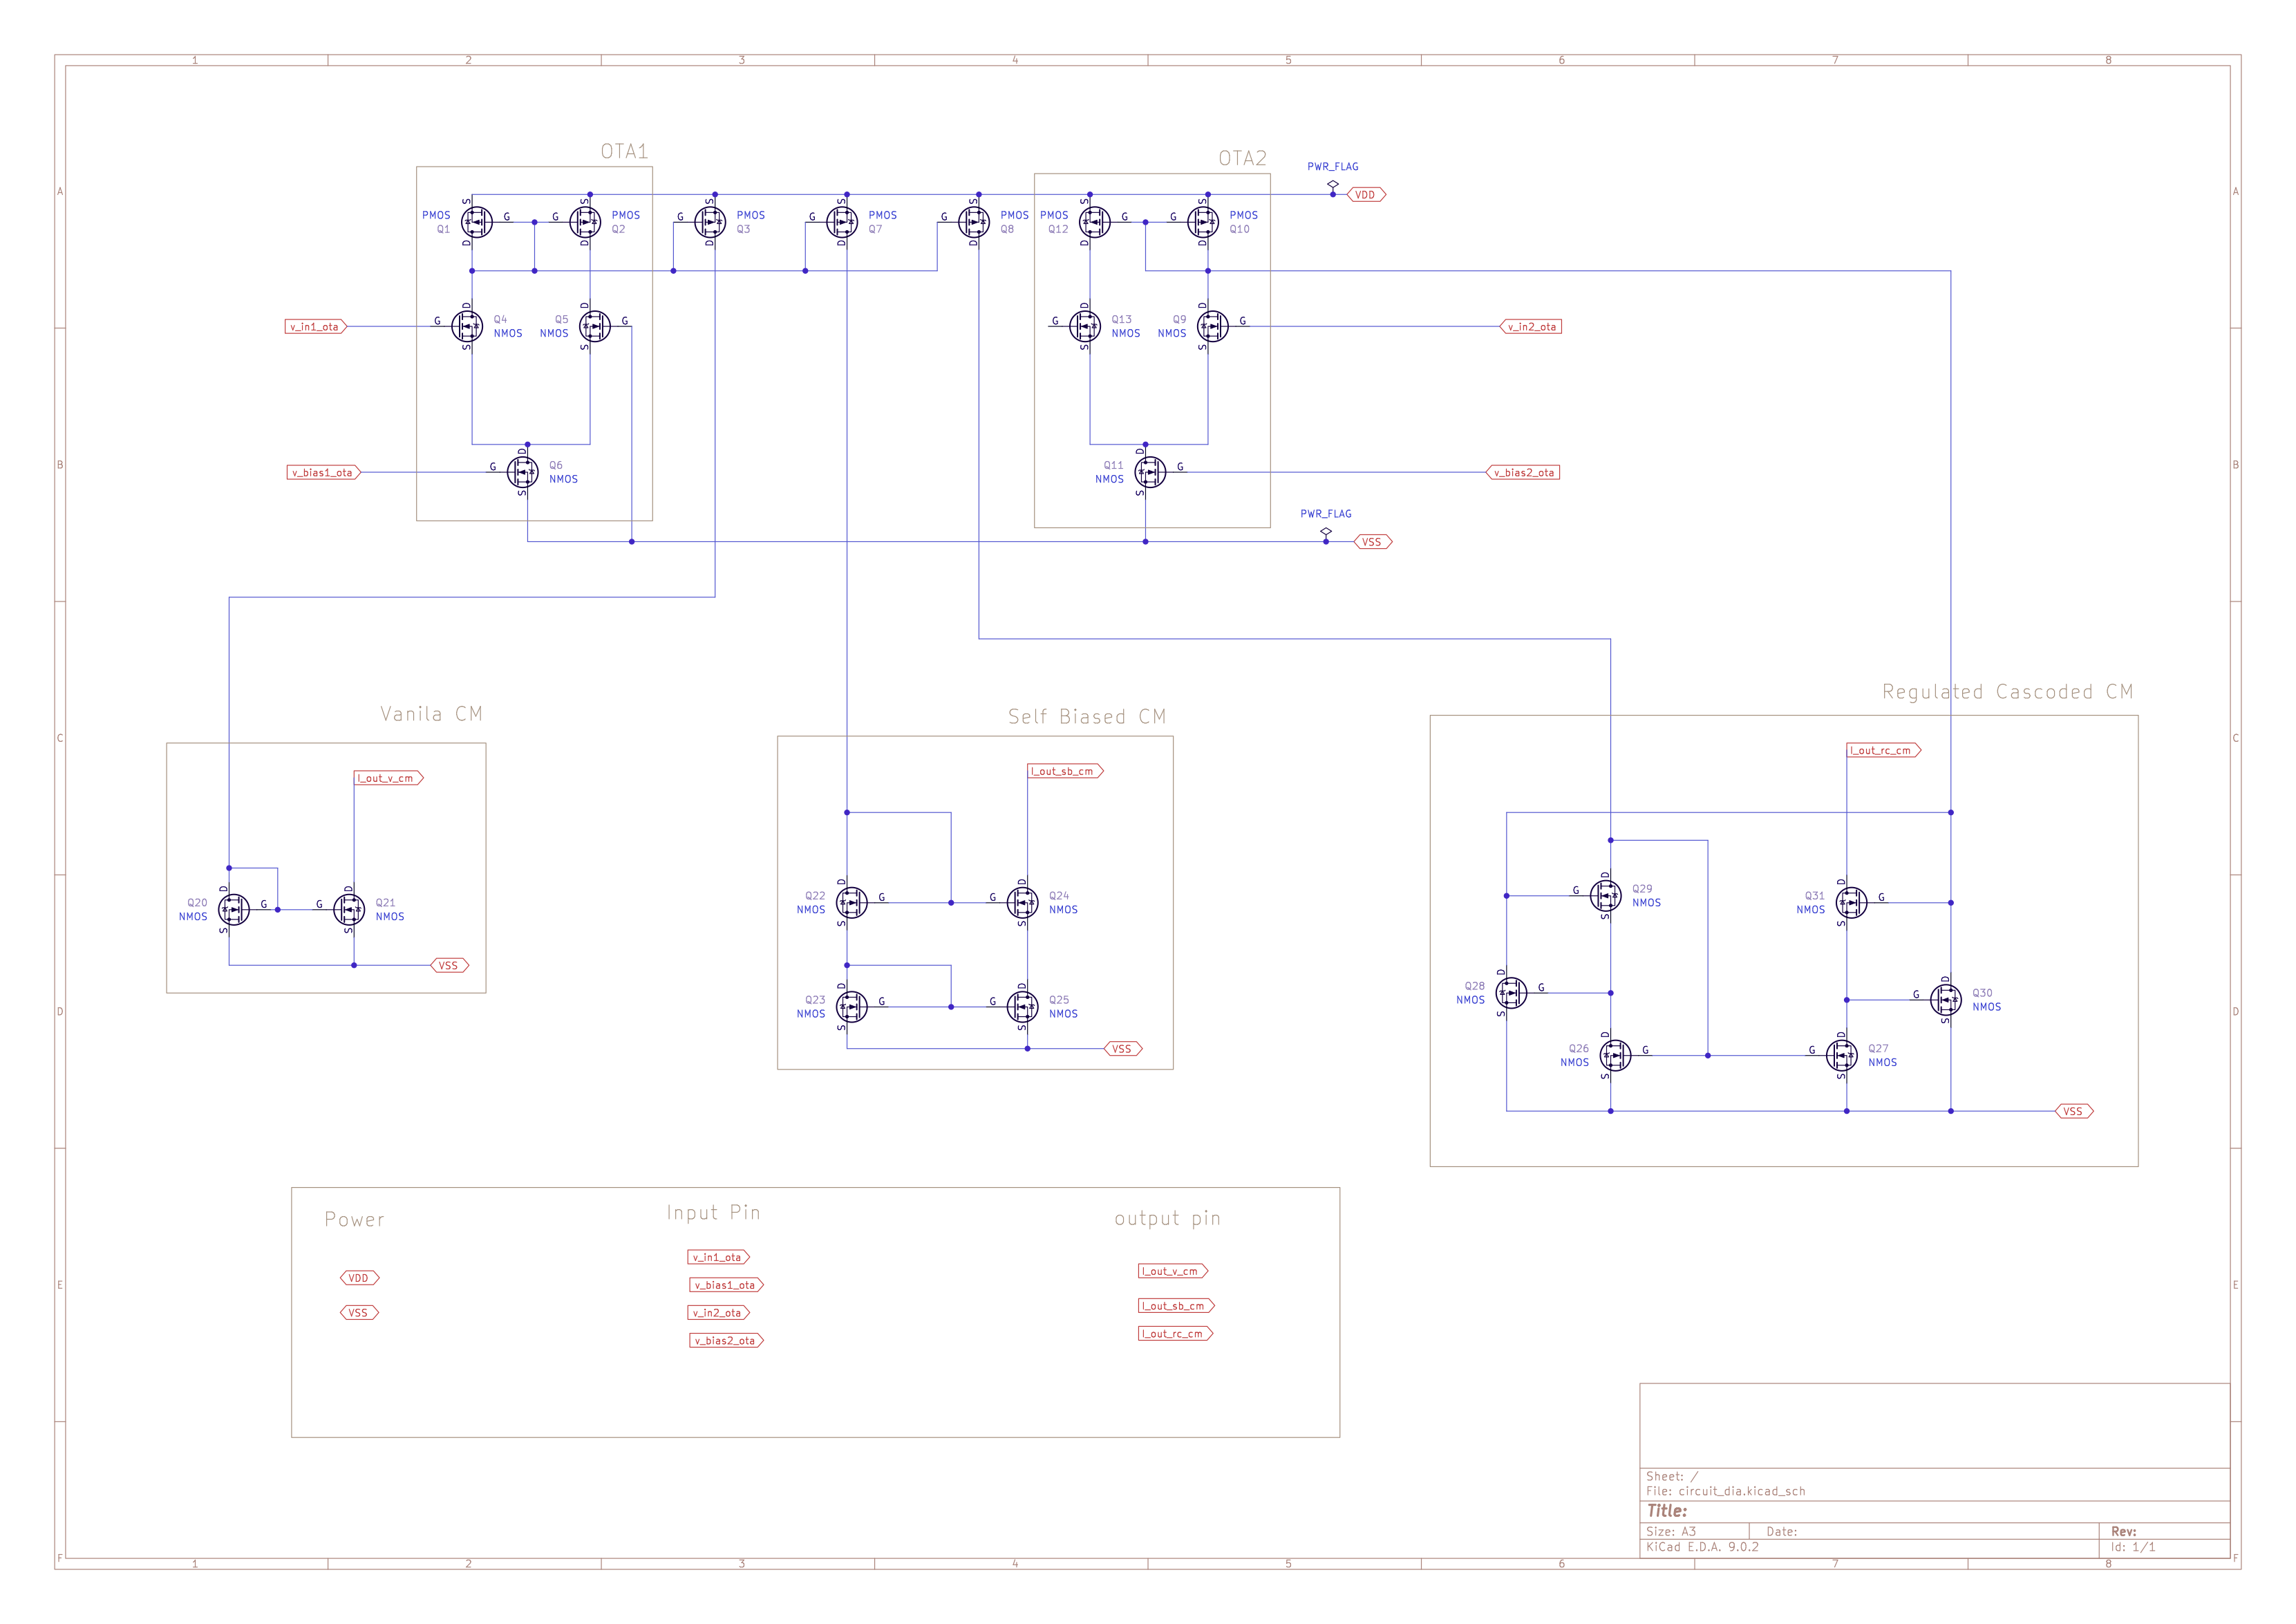 1 2 3 4 5 6 7 8
OTA1
OTA2
PWR_FLAG
A A
VDD
S S S S S S S
PMOS G G PMOS G PMOS G PMOS G PMOS PMOS G G PMOS
Q1 Q2 Q3 Q7 Q8 Q12 Q10
D D D D D D D
D D D D
v_in1_ota G Q4 Q5 G G Q13 Q9 G v_in2_ota
NMOS NMOS NMOS NMOS
S S S S
B B
D D
v_bias1_ota G Q6 Q11 G v_bias2_ota
NMOS NMOS
S S
PWR_FLAG
VSS
Regulated Cascoded CM
Vanila CM
Self Biased CM
C C
I_out_rc_cm
I_out_sb_cm
I_out_v_cm
D D D D D D
Q29
G NMOS
Q22 G G Q24
NMOS NMOS
Q31 G
NMOS
Q20 G G Q21
NMOS NMOS
S S S S S S
VSS
D D D D
Q28 G
NMOS
Q23 G G Q25
NMOS NMOS
G Q30
NMOS
D D
S S S S
D D
VSS
Q26 G G Q27
NMOS NMOS
S S
VSS
Power
Input Pin
output pin
v_in1_ota
I_out_v_cm
VDD
v_bias1_ota
E E
I_out_sb_cm
VSS
v_in2_ota
I_out_rc_cm
v_bias2_ota
Sheet: /
File: circuit_dia.kicad_sch
Title:
Size: A3 Date: Rev:
KiCad E.D.A. 9.0.2 Id: 1/1
F F
1 2 3 4 5 6 7 8